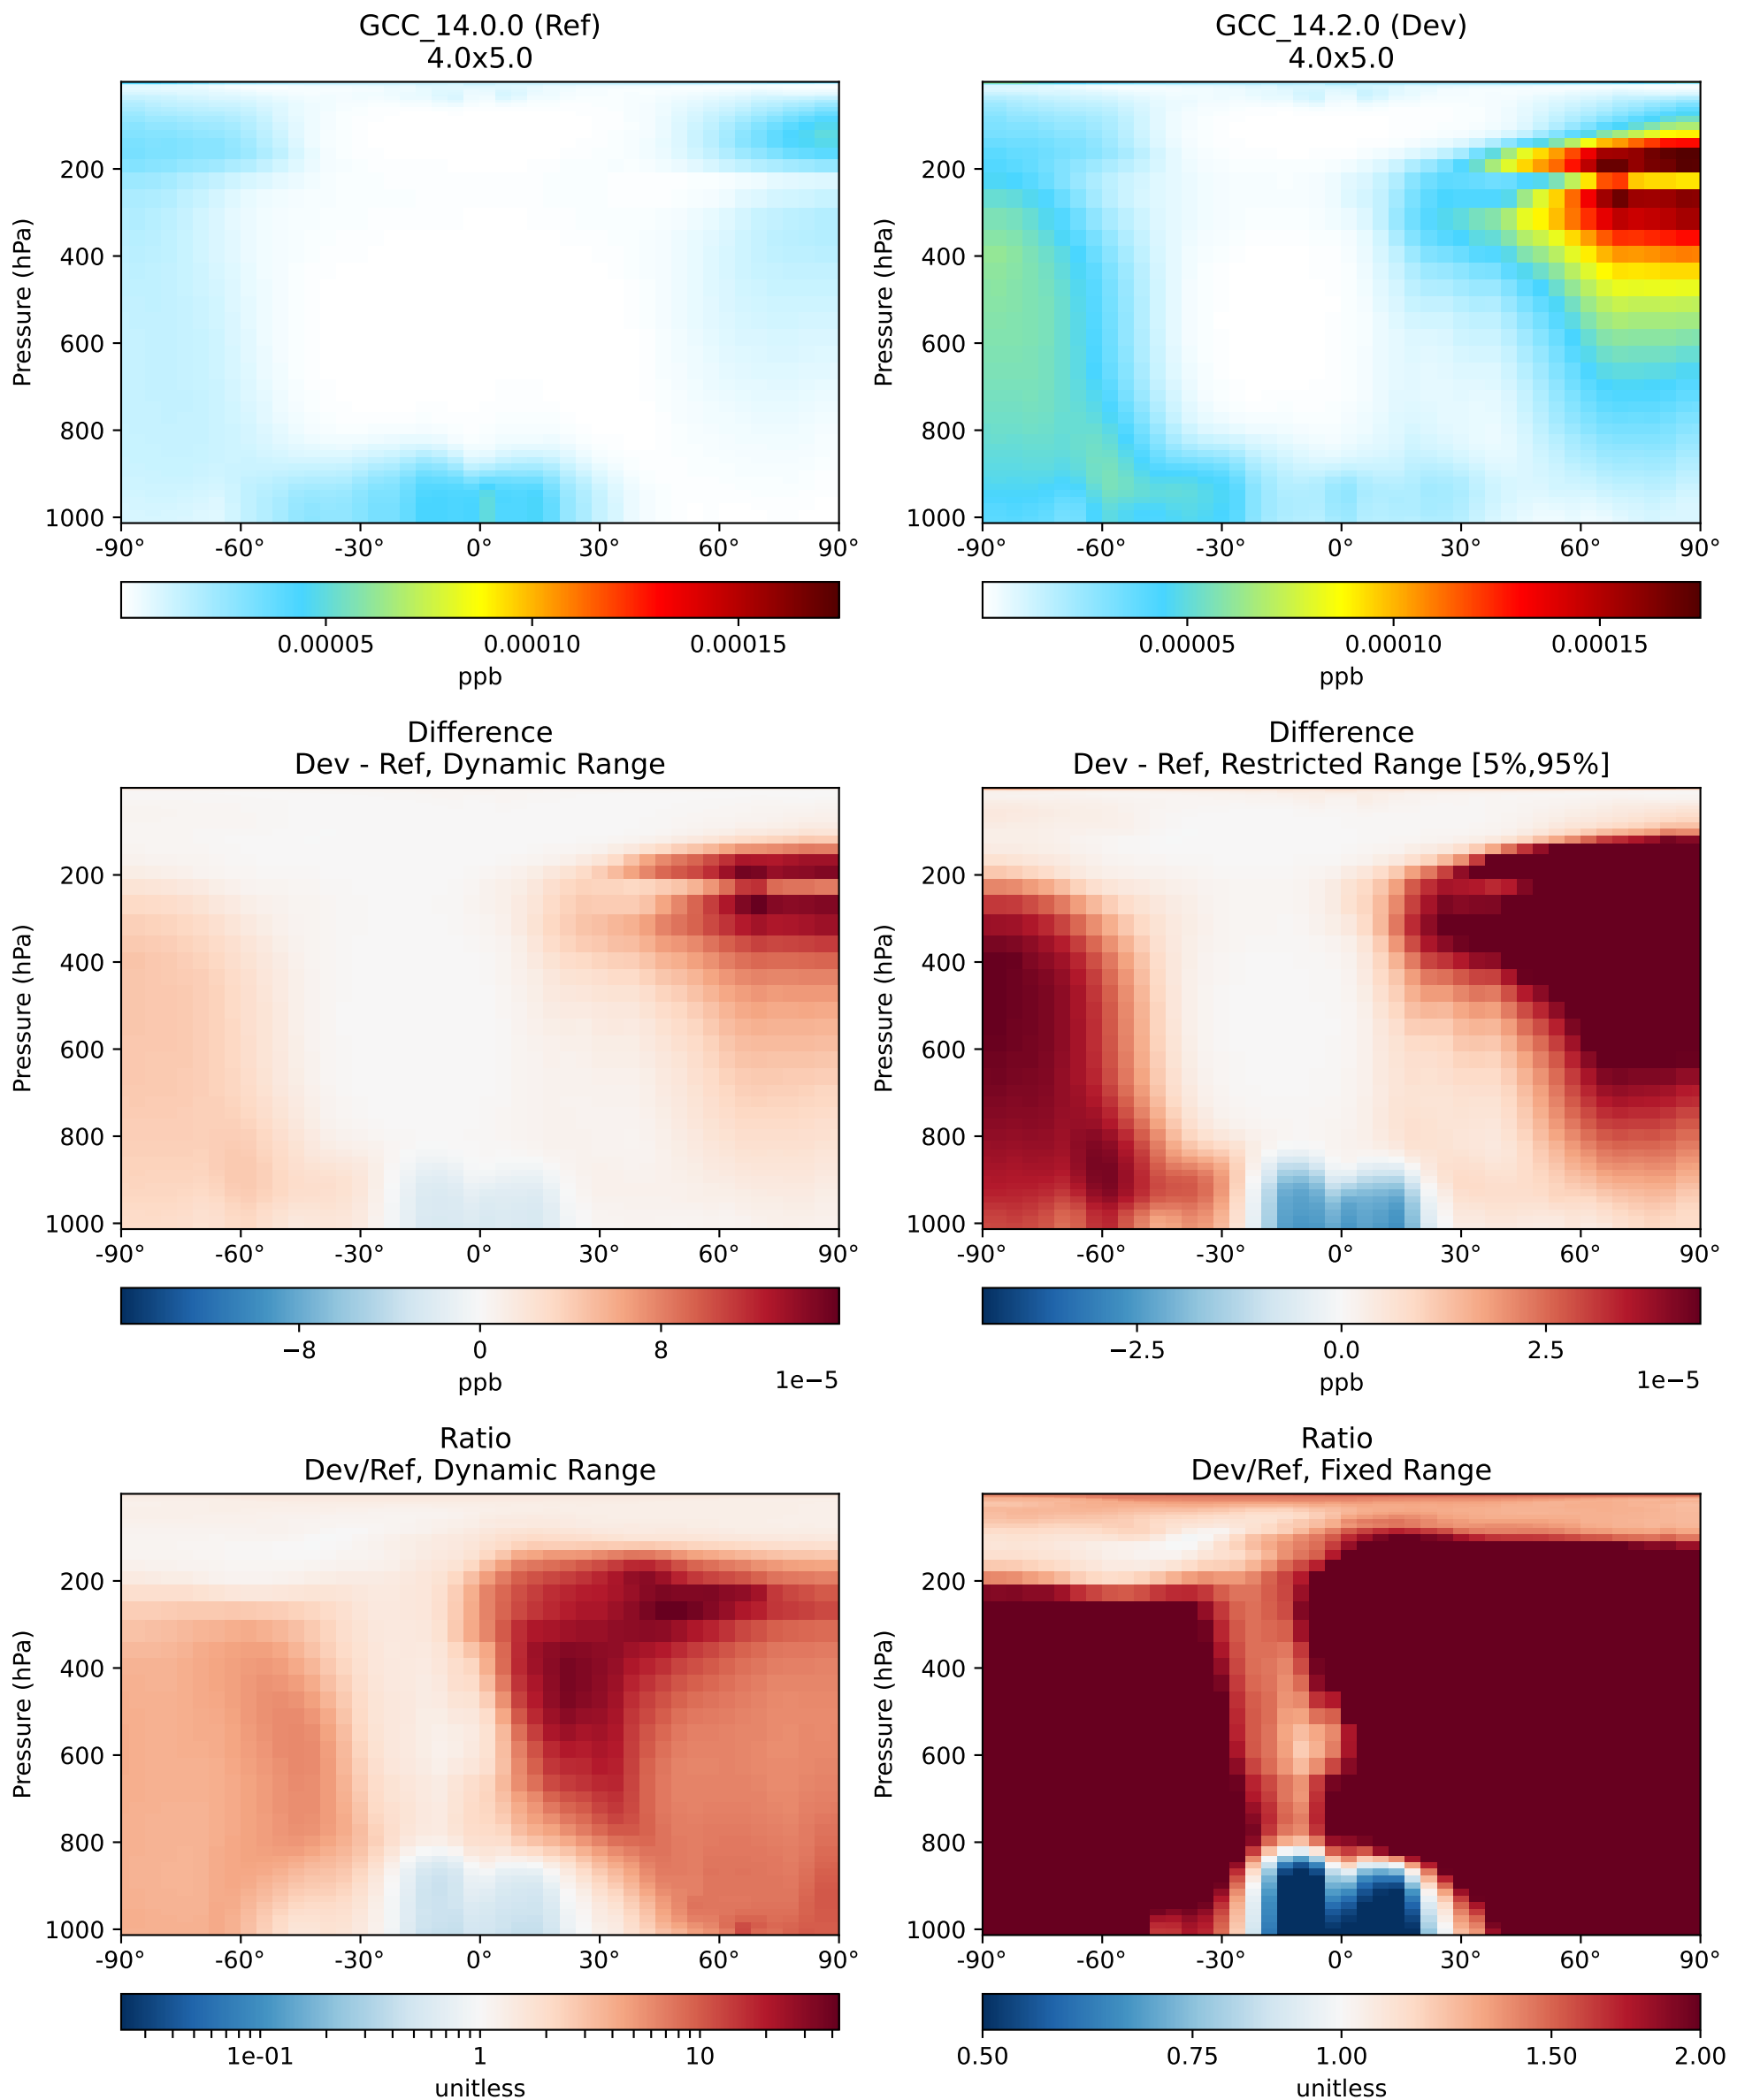 GCC_14.0.0 (Ref)
4.0x5.0
Pressure (hPa)
200
400
600
800
1000
-90° -60° -30° 0° 30° 60° 90°
0.00005 0.00010 0.00015
ppb
GCC_14.2.0 (Dev)
4.0x5.0
Pressure (hPa)
200
400
600
800
1000
-90° -60° -30° 0° 30° 60° 90°
0.00005 0.00010 0.00015
ppb
Difference
Dev - Ref, Dynamic Range
Pressure (hPa)
200
400
600
800
1000
-90° -60° -30° 0° 30° 60° 90°
−8 0 8
1e−5
ppb
Difference
Dev - Ref, Restricted Range [5%,95%]
Pressure (hPa)
200
400
600
800
1000
-90° -60° -30° 0° 30° 60° 90°
−2.5 0.0 2.5
1e−5
ppb
Ratio
Dev/Ref, Dynamic Range
Pressure (hPa)
200
400
600
800
1000
-90° -60° -30° 0° 30° 60° 90°
1e-01 1 10
unitless
Ratio
Dev/Ref, Fixed Range
Pressure (hPa)
200
400
600
800
1000
-90° -60° -30° 0° 30° 60° 90°
0.50 0.75 1.00 1.50 2.00
unitless